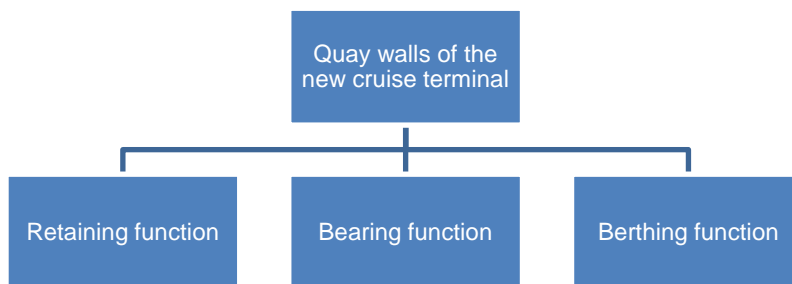 Quay walls of the
new cruise terminal
Retaining function
Bearing function
Berthing function